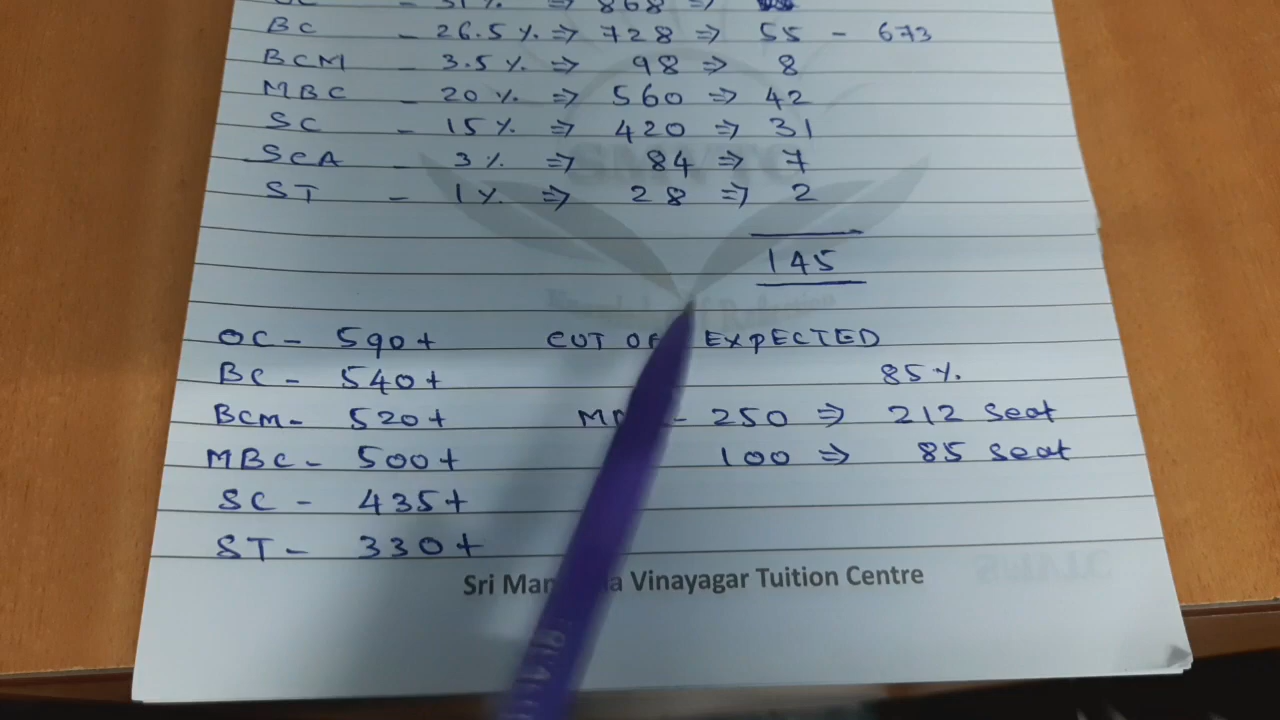 - 31 % ⇒ 868 ⇒
BC - 26.5 % ⇒ 728 ⇒ 55 - 673
BCM - 3.5 % ⇒ 98 ⇒ 8
MBC - 20 % ⇒ 560 ⇒ 42
SC - 15 % ⇒ 420 ⇒ 31
SCA - 3 % ⇒ 84 ⇒ 7
ST - 1 % ⇒ 28 ⇒ 2
145
OC - 590+ CUT OF EXPECTED
BC - 540+ 85 %
BCM - 520+ - 250 ⇒ 212 Seat
MBC - 500+ 100 ⇒ 85 Seat
SC - 435+
ST - 330+
Sri Vinayagar Tuition Centre